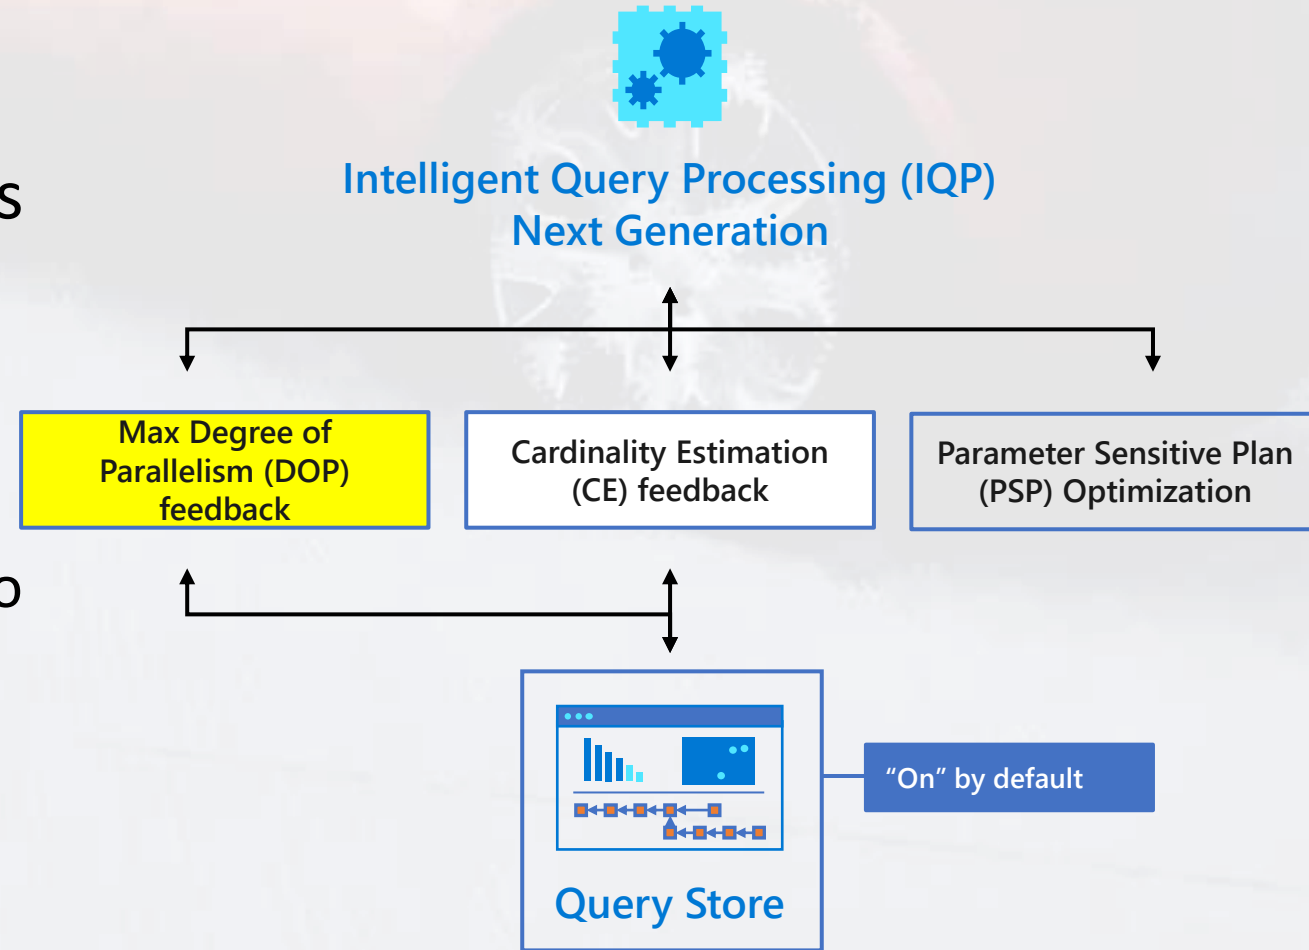 Intelligent Query Processing (IQP)
Next Generation
s
Max Degree of
Parallelism (DOP)
feedback
Cardinality Estimation
(CE) feedback
Parameter Sensitive Plan
(PSP) Optimization
“On” by default
Query Store